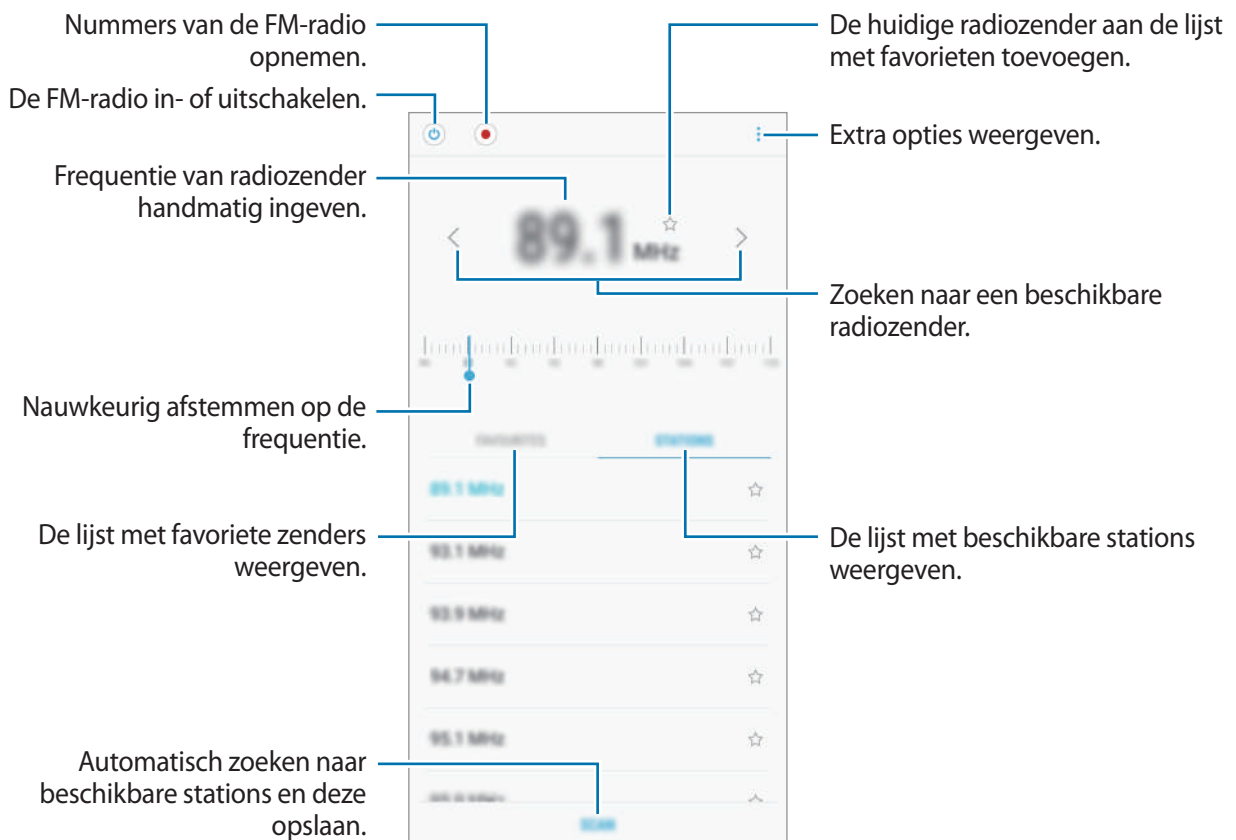 Nummers van de FM-radio
opnemen.
De FM-radio in- of uitschakelen.
Frequentie van radiozender
handmatig ingeven.
Nauwkeurig afstemmen op de
frequentie.
De lijst met favoriete zenders
weergeven.
Automatisch zoeken naar
beschikbare stations en deze
opslaan.
De huidige radiozender aan de lijst
met favorieten toevoegen.
Extra opties weergeven.
Zoeken naar een beschikbare
radiozender.
De lijst met beschikbare stations
weergeven.
89.1 MHz
FAVOURITES
STATIONS
89.1 MHz
93.1 MHz
93.9 MHz
94.7 MHz
95.1 MHz
SCAN